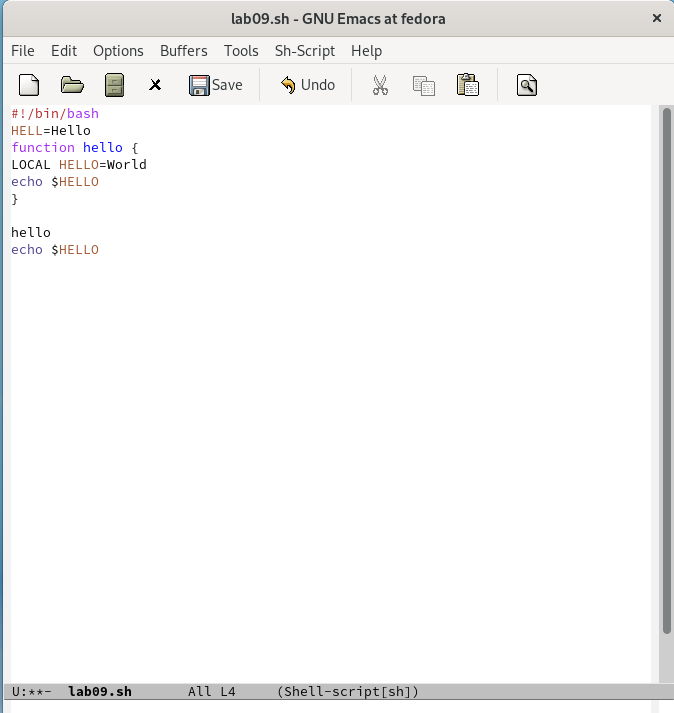 lab09.sh - GNU Emacs at fedora
File Edit Options Buffers Tools Sh-Script Help
Save Undo
#!/bin/bash
HELL=Hello
function hello {
LOCAL HELLO=World
echo $HELLO
}
hello
echo $HELLO
U:**- lab09.sh All L4 (Shell-script[sh])